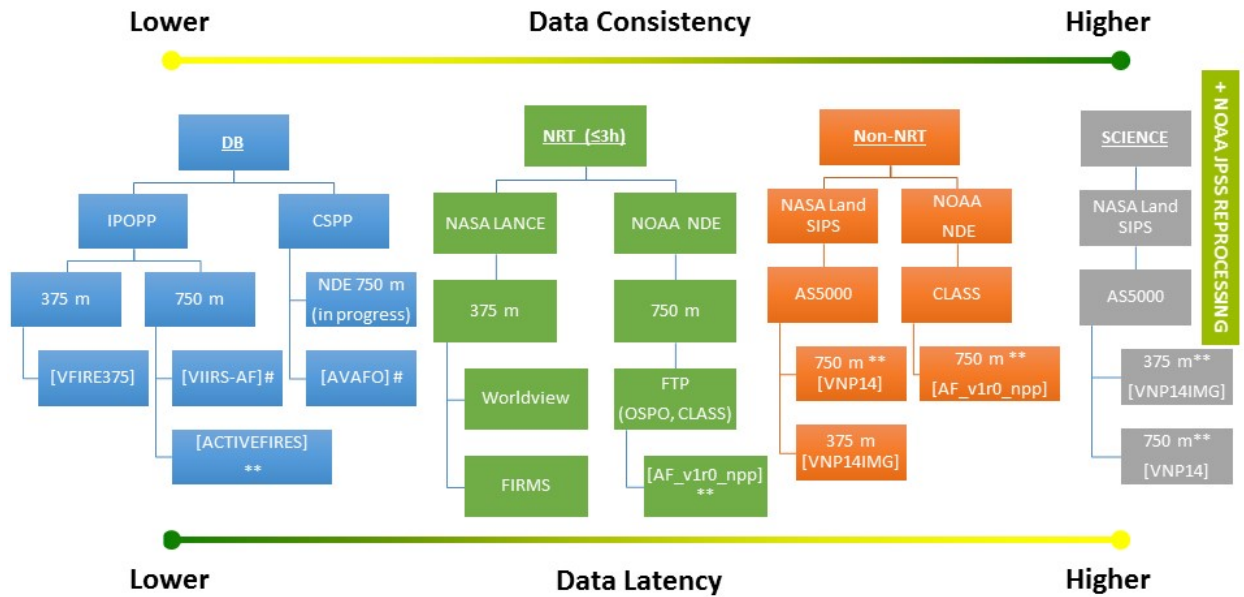 Lower
Data Consistency
Higher
+ NOAA JPSS REPROCESSING
DB
IPOPP
CSPP
375 m
750 m
NDE 750 m
(in progress)
[VFIRE375]
[VIIRS-AF] #
[AVAFO] #
[ACTIVEFIRES]
**
NRT (≤3h)
NASA LANCE
NOAA NDE
375 m
750 m
Worldview
FTP
(OSPO, CLASS)
FIRMS
[AF_v1r0_npp]
**
Non-NRT
NASA Land
SIPS
NOAA
NDE
AS5000
CLASS
750 m **
[VNP14]
750 m **
[AF_v1r0_npp]
375 m
[VNP14IMG]
SCIENCE
NASA Land
SIPS
AS5000
375 m**
[VNP14IMG]
750 m**
[VNP14]
Lower
Data Latency
Higher